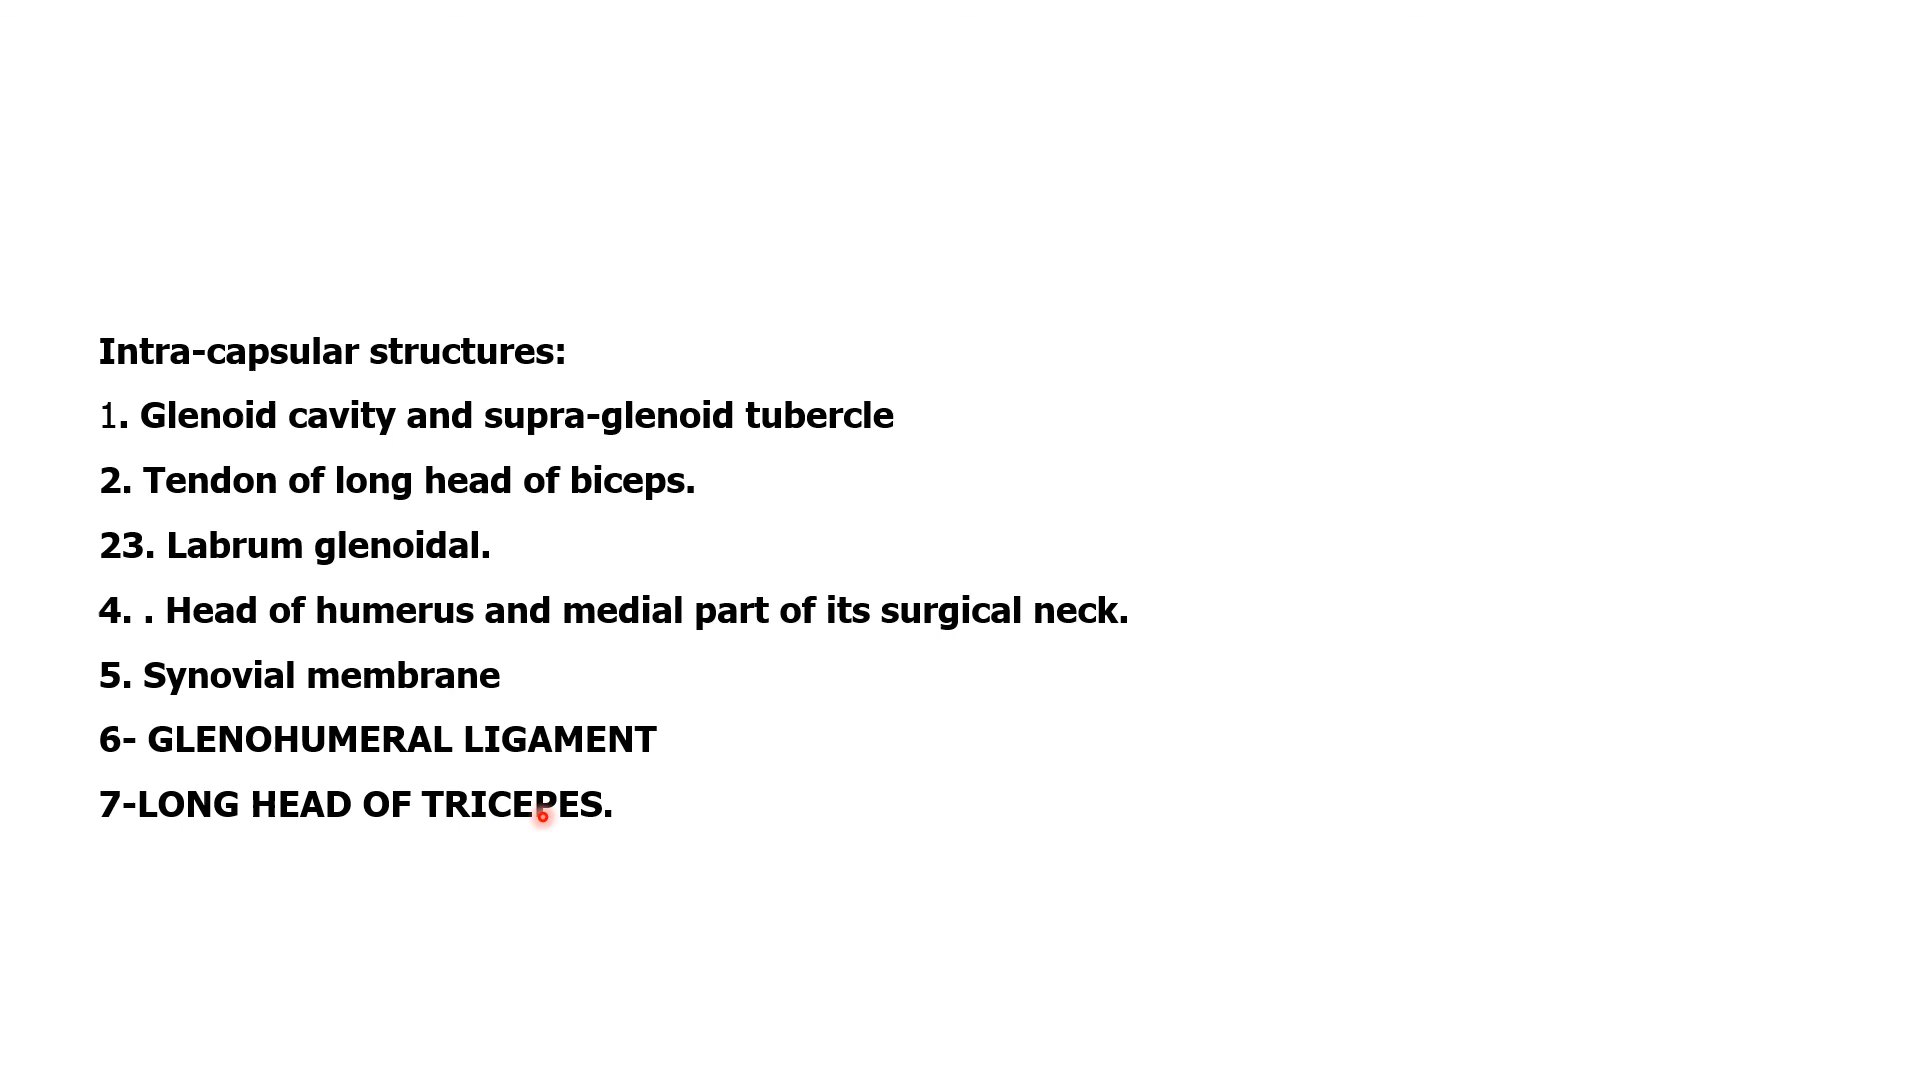 Intra-capsular structures:
1. Glenoid cavity and supra-glenoid tubercle
2. Tendon of long head of biceps.
23. Labrum glenoidal.
4. . Head of humerus and medial part of its surgical neck.
5. Synovial membrane
6- GLENOHUMERAL LIGAMENT
7-LONG HEAD OF TRICEPES.